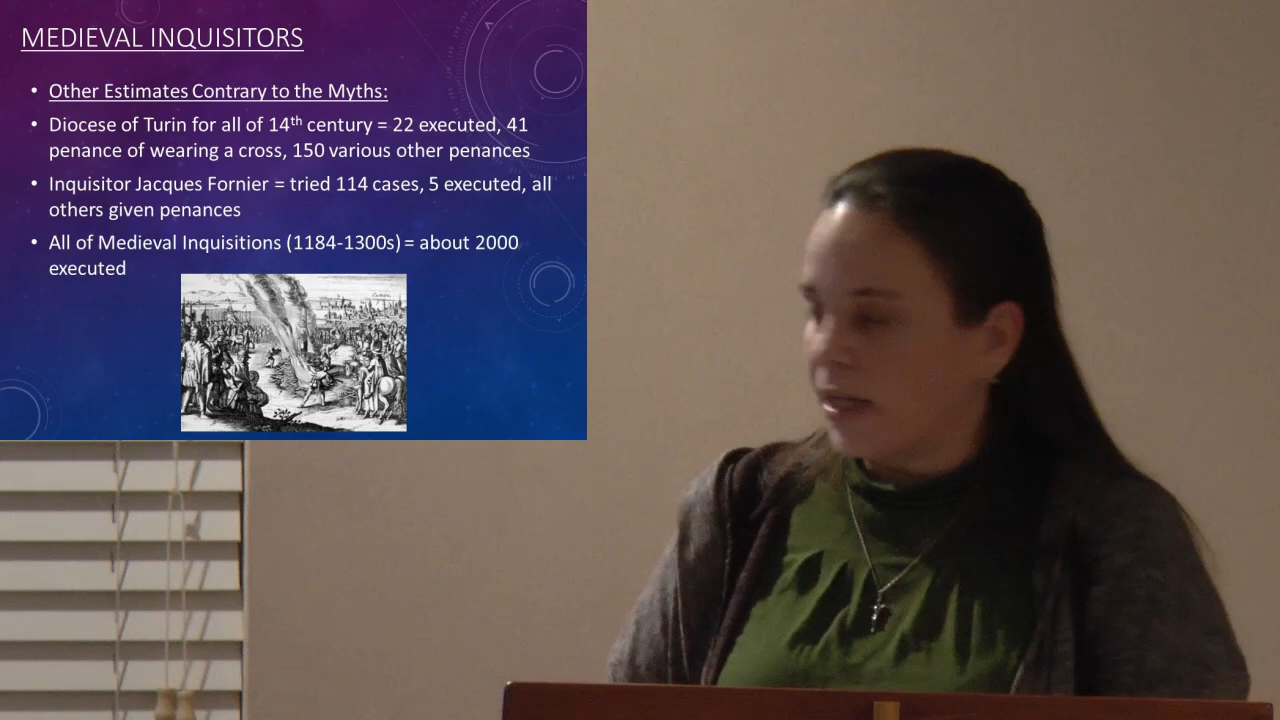 MEDIEVAL INQUISITORS
• Other Estimates Contrary to the Myths:
• Diocese of Turin for all of 14th century = 22 executed, 41
penance of wearing a cross, 150 various other penances
• Inquisitor Jacques Fornier = tried 114 cases, 5 executed, all
others given penances
• All of Medieval Inquisitions (1184-1300s) = about 2000
executed